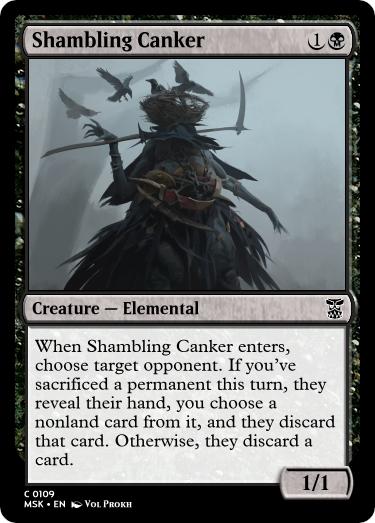 Shambling Canker 1
Creature — Elemental
When Shambling Canker enters,
choose target opponent. If you've
sacrificed a permanent this turn, they
reveal their hand, you choose a
nonland card from it, and they discard
that card. Otherwise, they discard a
card.
1/1
C 0109
MSK • EN Vol Prokh